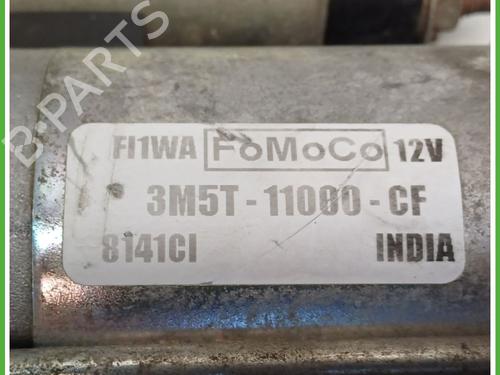 FI1WA FoMoCo 12V
3M5T - 11000 - CF
8141CI INDIA
B-PARTS